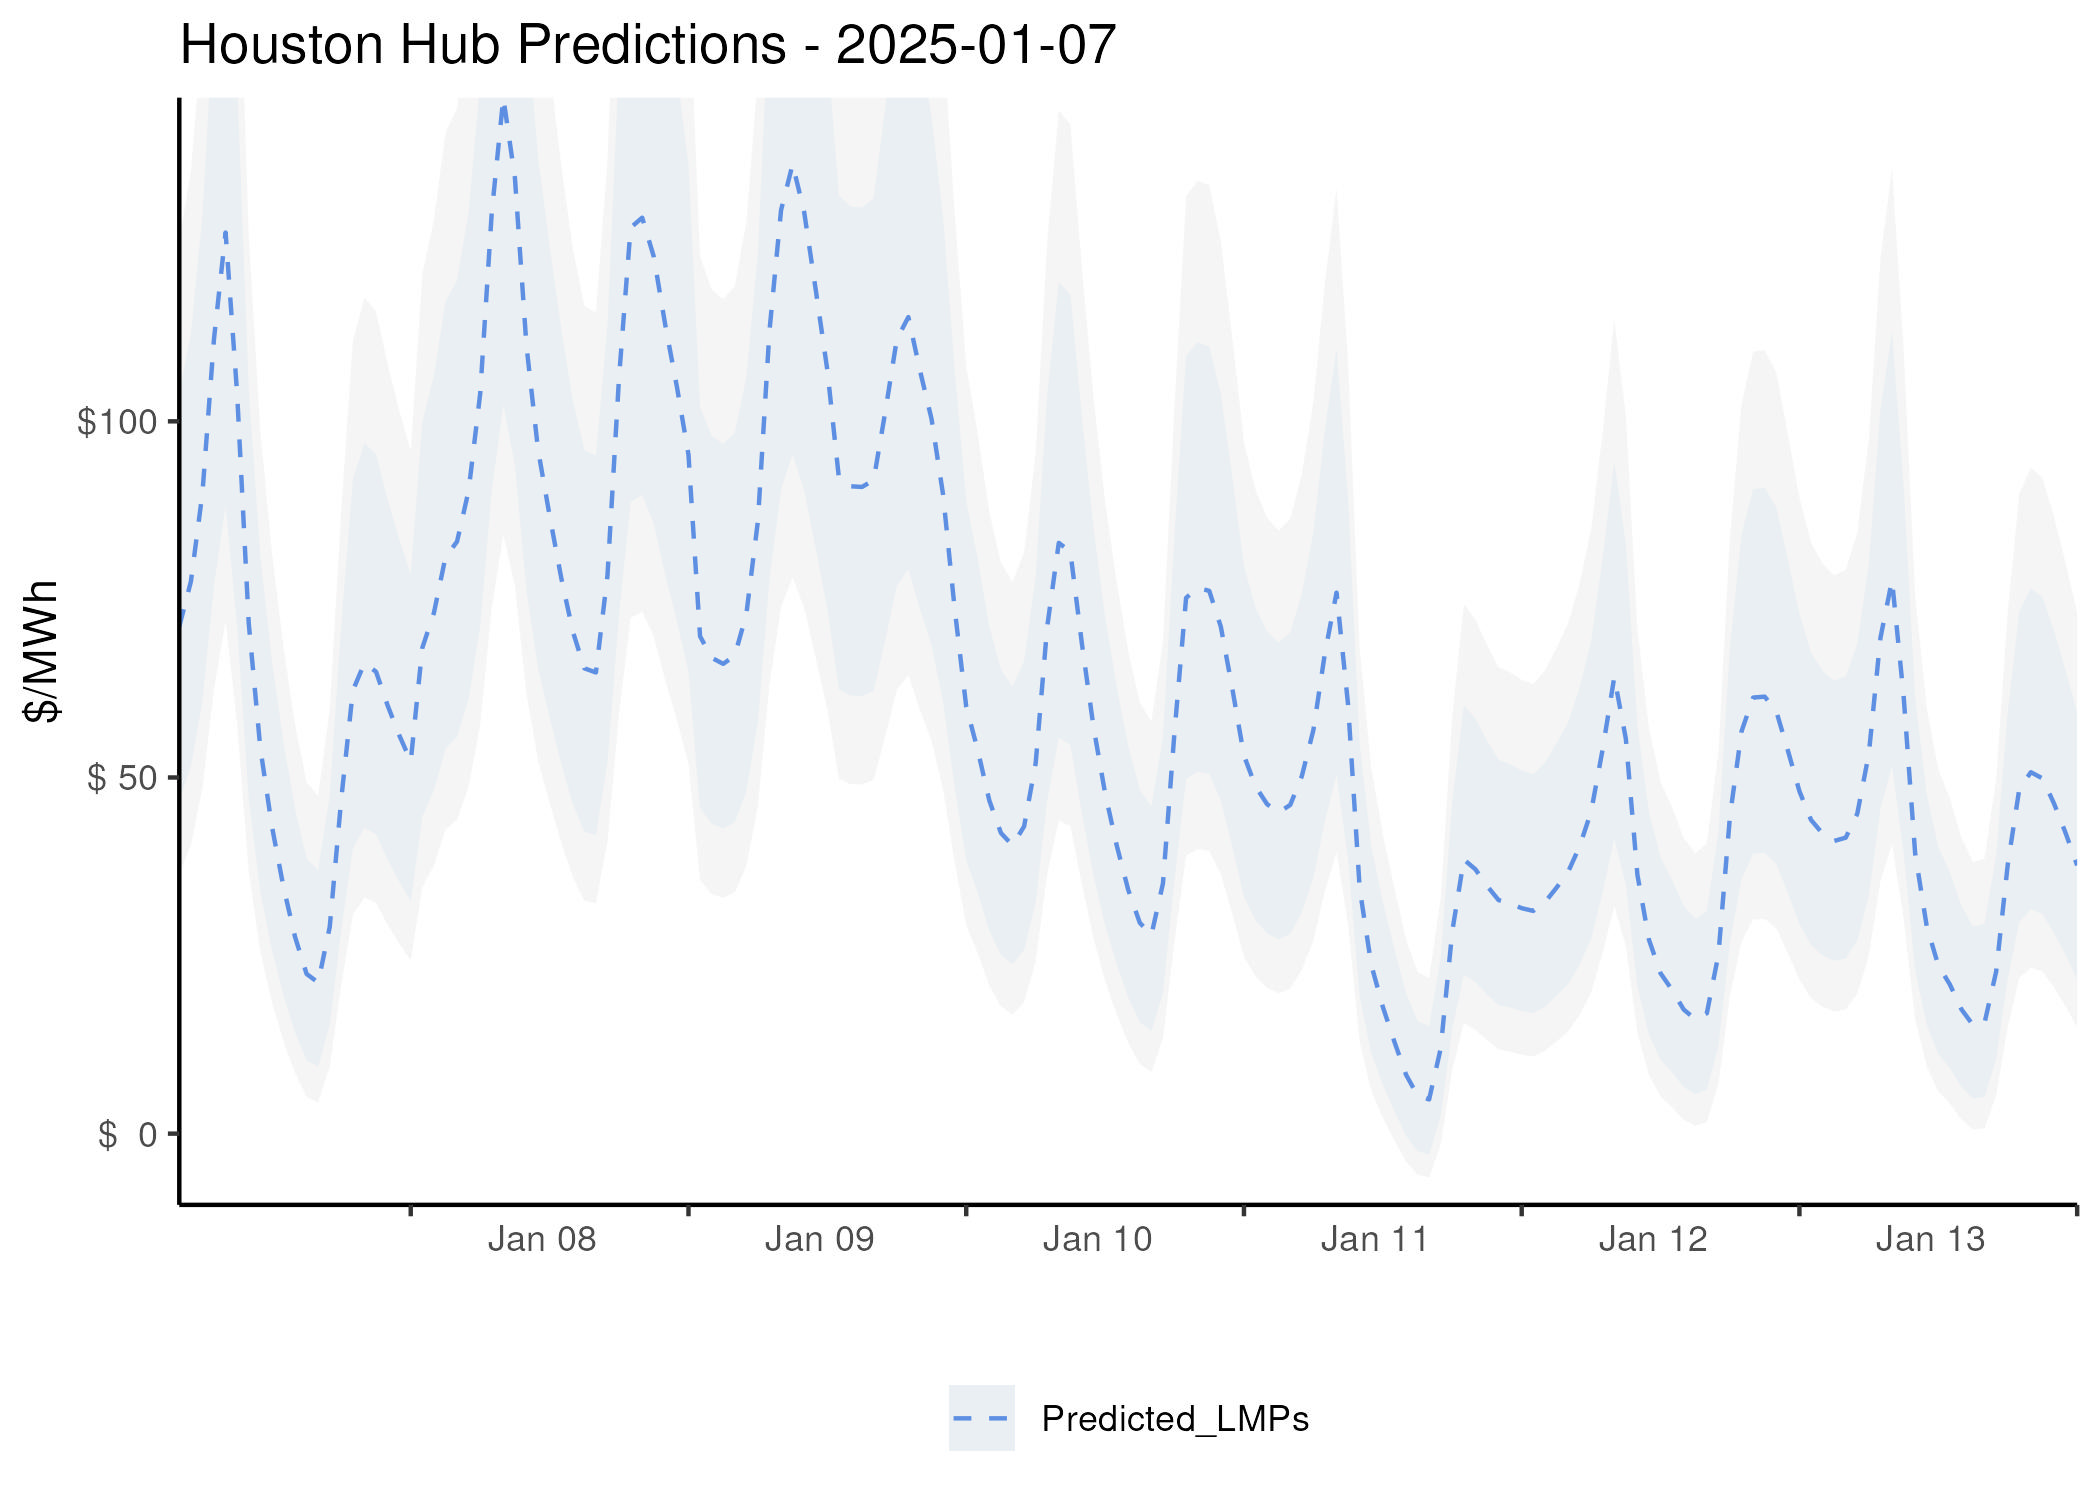 Houston Hub Predictions - 2025-01-07
$/MWh
$100
$ 50
$  0
Jan 08
Jan 09
Jan 10
Jan 11
Jan 12
Jan 13
Predicted_LMPs